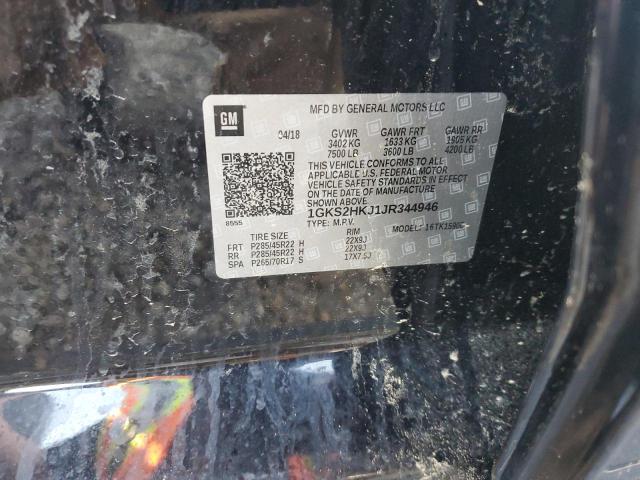 GM
MFD BY GENERAL MOTORS LLC
04/18 GVWR GAWR FRT GAWR RR
3402 KG 1633 KG 1905 KG
7500 LB 3600 LB 4200 LB
THIS VEHICLE CONFORMS TO ALL
APPLICABLE U.S. FEDERAL MOTOR
VEHICLE SAFETY STANDARDS IN EFFECT
ON THE DATE OF MANUFACTURE
1GKS2HKJ1JR344946
8555 TYPE: M.P.V. MODEL:
TIRE SIZE RIM
FRT P285/45R22 H 22X9J
RR P285/45R22 H 22X9J
SPA P265/70R17 S 17X7.5J